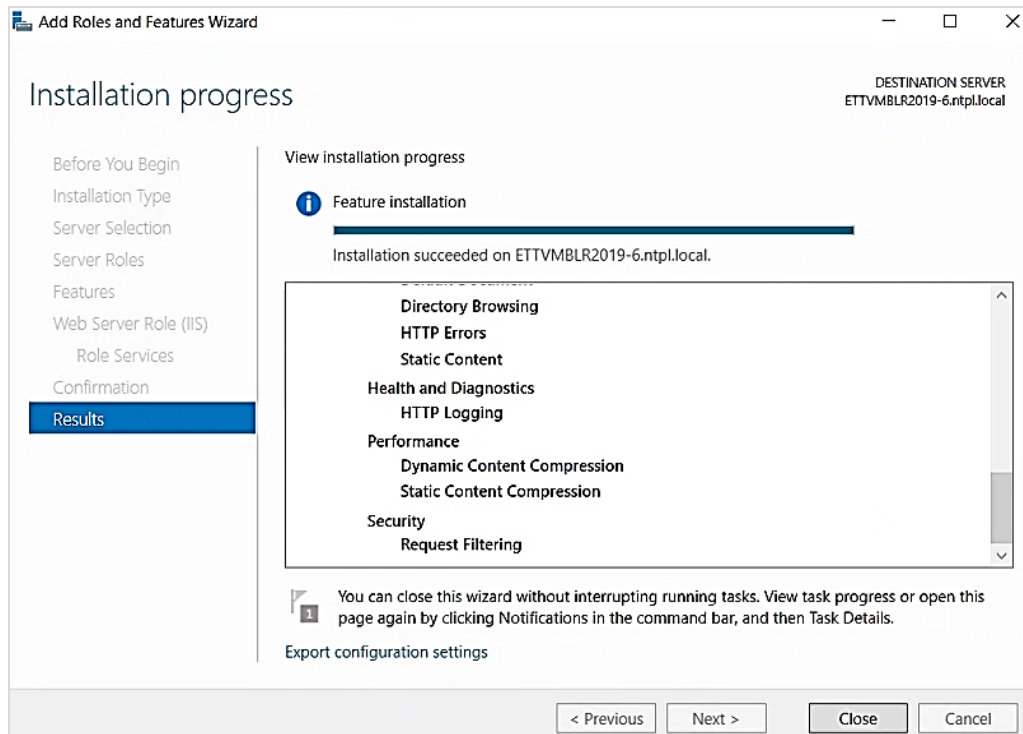 Add Roles and Features Wizard
Installation progress
DESTINATION SERVER
ETTVMBLR2019-6.ntpl.local
Before You Begin
Installation Type
Server Selection
Server Roles
Features
Web Server Role (IIS)
Role Services
Confirmation
Results
View installation progress
Feature installation
Installation succeeded on ETTVMBLR2019-6.ntpl.local.
Directory Browsing
HTTP Errors
Static Content
Health and Diagnostics
HTTP Logging
Performance
Dynamic Content Compression
Static Content Compression
Security
Request Filtering
1
You can close this wizard without interrupting running tasks. View task progress or open this
page again by clicking Notifications in the command bar, and then Task Details.
Export configuration settings
< Previous
Next >
Close
Cancel